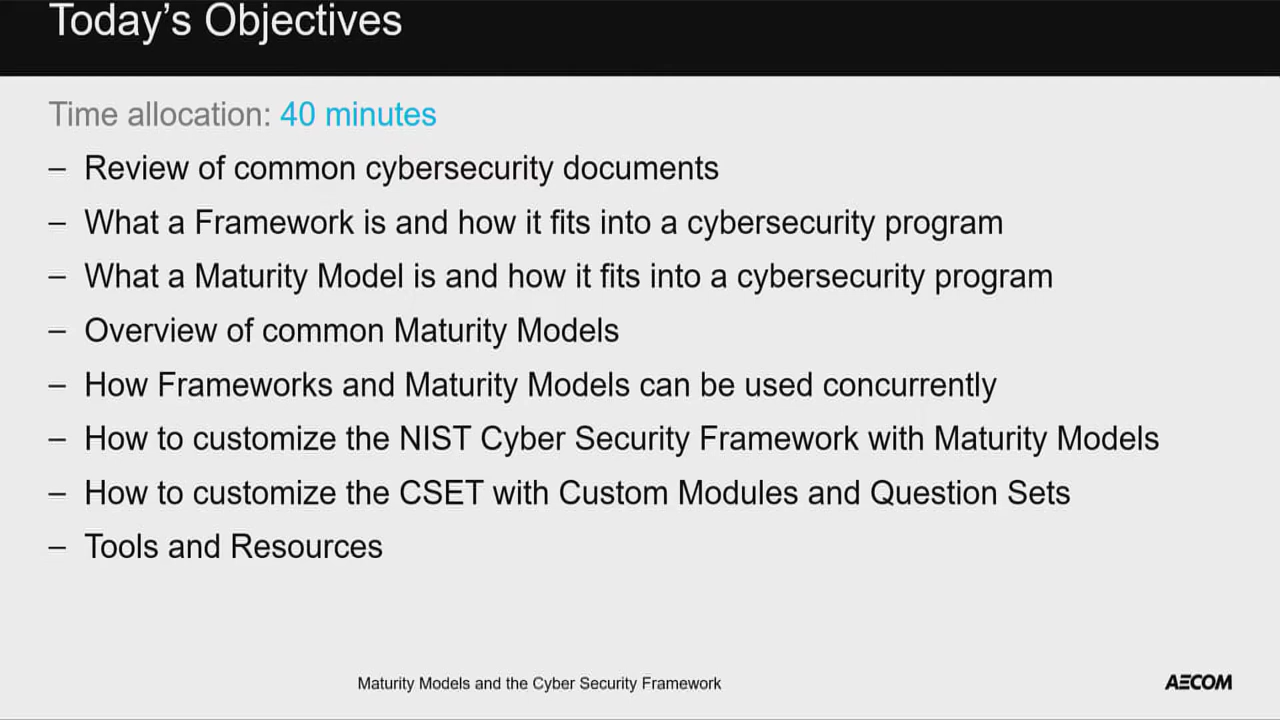 Today's Objectives
Time allocation: 40 minutes
– Review of common cybersecurity documents
– What a Framework is and how it fits into a cybersecurity program
– What a Maturity Model is and how it fits into a cybersecurity program
– Overview of common Maturity Models
– How Frameworks and Maturity Models can be used concurrently
– How to customize the NIST Cyber Security Framework with Maturity Models
– How to customize the CSET with Custom Modules and Question Sets
– Tools and Resources
Maturity Models and the Cyber Security Framework
AECOM